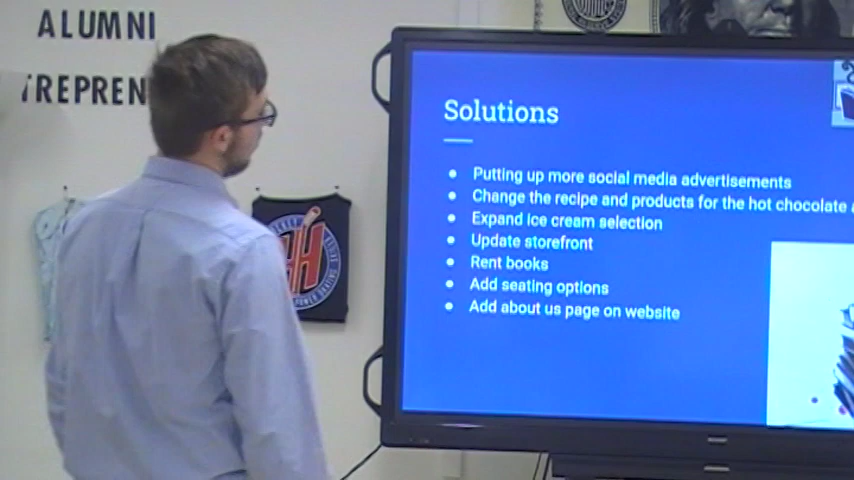 ALUMNI
TREPREN
Solutions
Putting up more social media advertisements
Change the recipe and products for the hot chocolate
Expand ice cream selection
Update storefront
Rent books
Add seating options
Add about us page on website
H